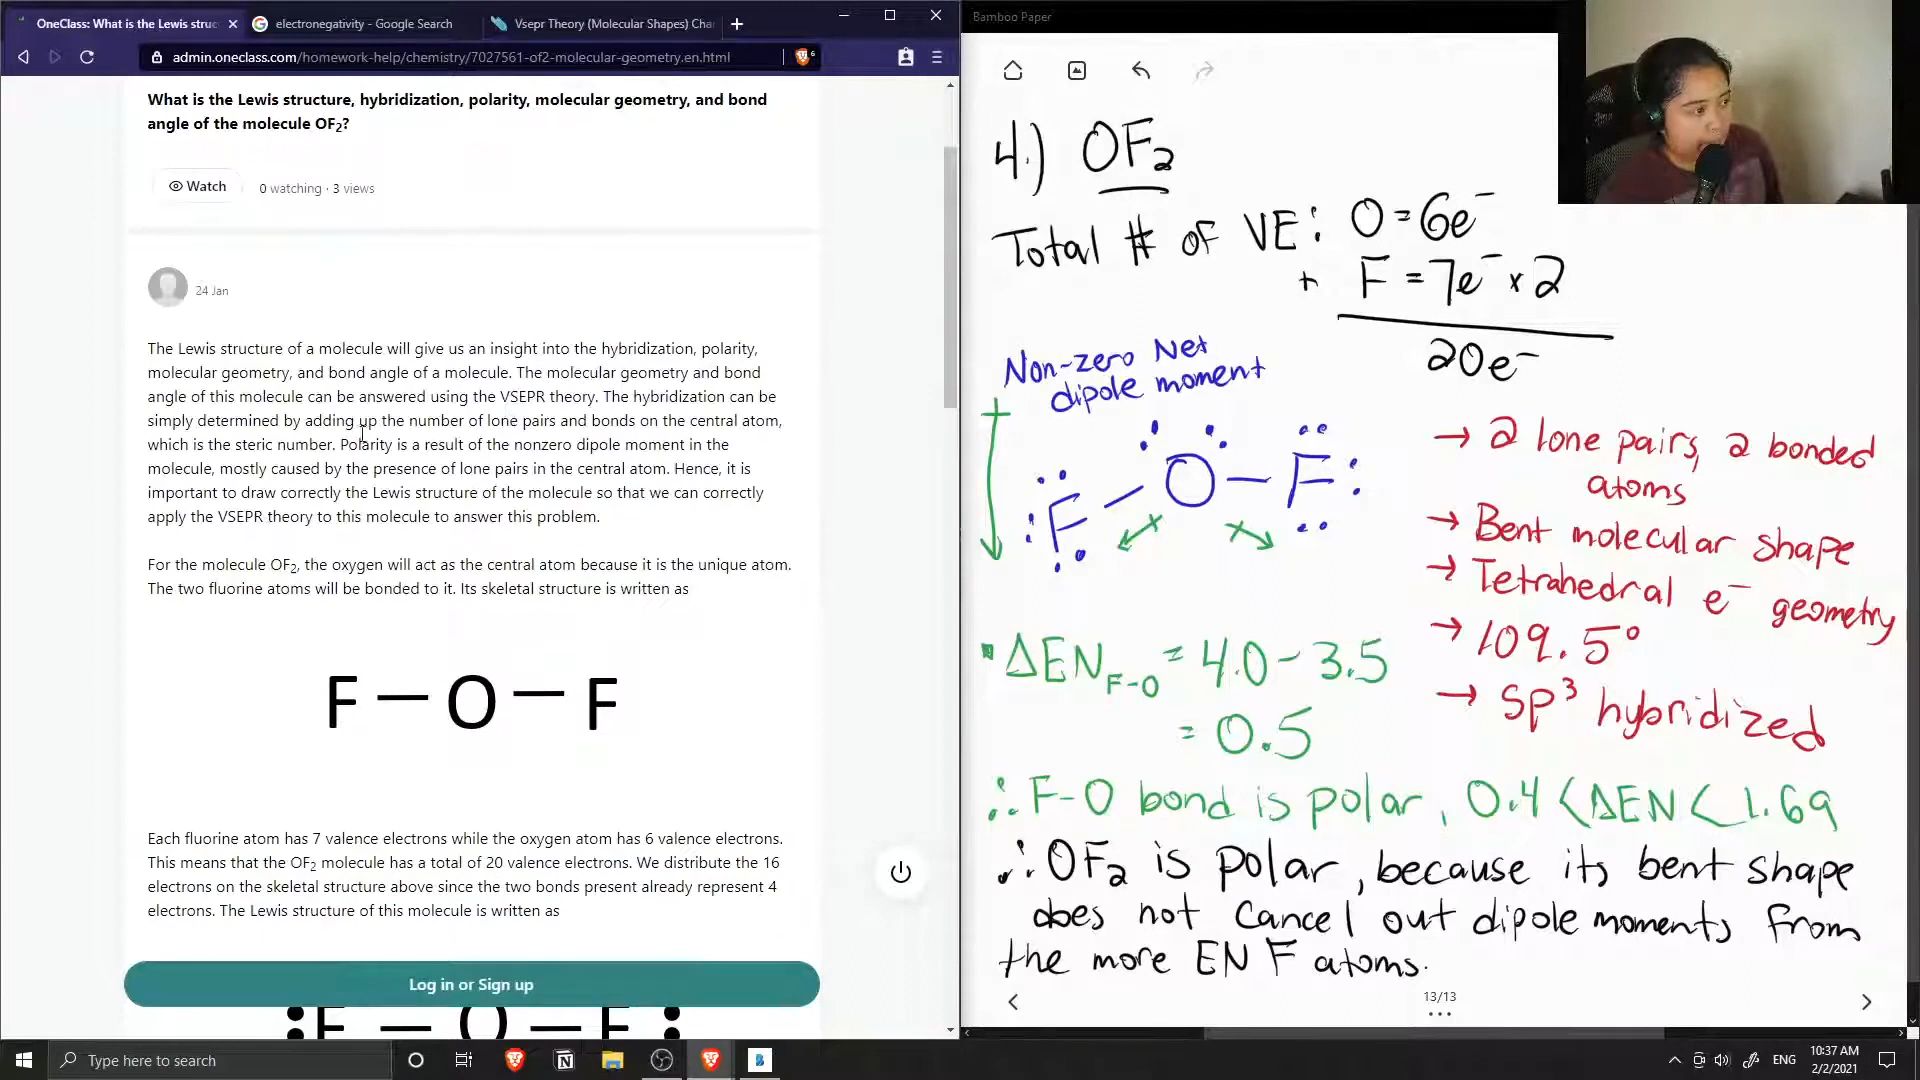 OneClass: What is the Lewis struc
electronegativity - Google Search
Vsepr Theory (Molecular Shapes) Cha
Bamboo Paper
admin.oneclass.com/homework-help/chemistry/7027561-of2-molecular-geometry.en.html
6
What is the Lewis structure, hybridization, polarity, molecular geometry, and bond
angle of the molecule OF₂?
Watch
0 watching · 3 views
24 Jan
The Lewis structure of a molecule will give us an insight into the hybridization, polarity,
molecular geometry, and bond angle of a molecule. The molecular geometry and bond
angle of this molecule can be answered using the VSEPR theory. The hybridization can be
simply determined by adding up the number of lone pairs and bonds on the central atom,
which is the steric number. Polarity is a result of the nonzero dipole moment in the
molecule, mostly caused by the presence of lone pairs in the central atom. Hence, it is
important to draw correctly the Lewis structure of the molecule so that we can correctly
apply the VSEPR theory to this molecule to answer this problem.
For the molecule OF₂, the oxygen will act as the central atom because it is the unique atom.
The two fluorine atoms will be bonded to it. Its skeletal structure is written as
F — O — F
Each fluorine atom has 7 valence electrons while the oxygen atom has 6 valence electrons.
This means that the OF₂ molecule has a total of 20 valence electrons. We distribute the 16
electrons on the skeletal structure above since the two bonds present already represent 4
electrons. The Lewis structure of this molecule is written as
Log in or Sign up
:F — O — F:
4.) OF₂
Total # of VE: O = 6e⁻
+ F = 7e⁻ x 2
20e⁻
Non-zero Net
dipole moment
:F — O — F:
→ 2 lone pairs, 2 bonded
atoms
→ Bent molecular shape
→ Tetrahedral e⁻ geometry
→ 109.5°
→ sp³ hybridized
ΔEN F-O = 4.0 - 3.5
= 0.5
∴ F-O bond is polar, 0.4 < ΔEN < 1.69
∴ OF₂ is polar, because its bent shape
does not cancel out dipole moments from
the more EN F atoms.
13/13
Type here to search
ENG
10:37 AM
2/2/2021